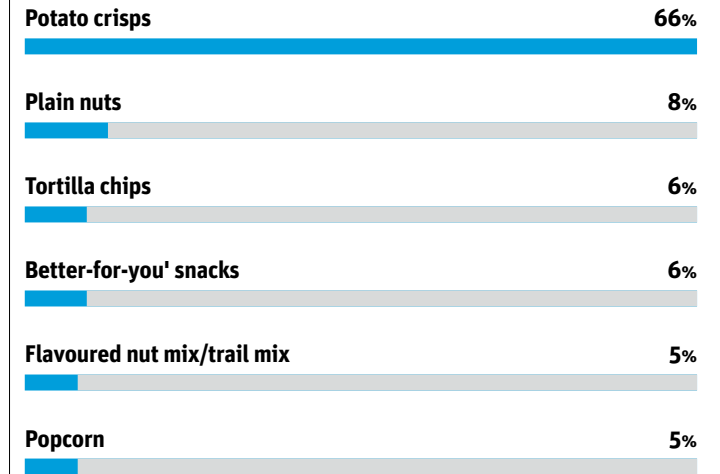 Potato crisps 66%
Plain nuts 8%
Tortilla chips 6%
Better-for-you' snacks 6%
Flavoured nut mix/trail mix 5%
Popcorn 5%